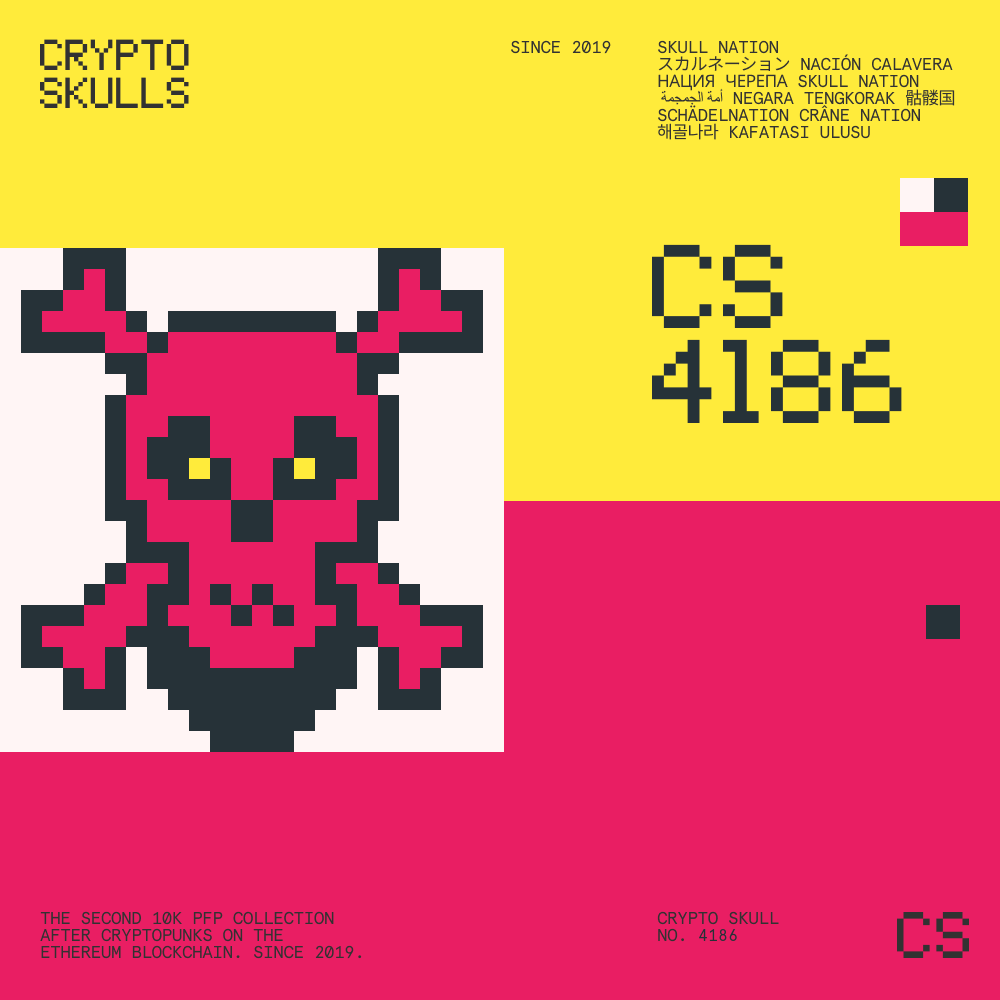 CRYPTO
SKULLS
SINCE 2019
SKULL NATION
スカルネーション NACIÓN CALAVERA
НАЦИЯ ЧЕРЕПА SKULL NATION
أمة الجمجمة NEGARA TENGKORAK 骷髅国
SCHÄDELNATION CRÂNE NATION
해골나라 KAFATASI ULUSU
CS
4186
THE SECOND 10K PFP COLLECTION
AFTER CRYPTOPUNKS ON THE
ETHEREUM BLOCKCHAIN. SINCE 2019.
CRYPTO SKULL
NO. 4186
CS